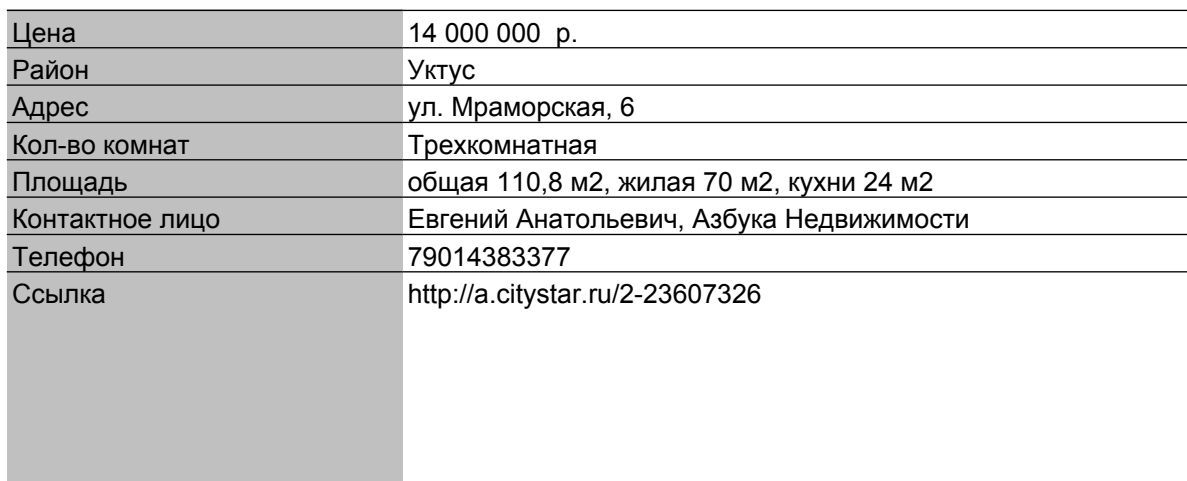 Цена 14 000 000 р.
Район Уктус
Адрес ул. Мраморская, 6
Кол-во комнат Трехкомнатная
Площадь общая 110,8 м2, жилая 70 м2, кухни 24 м2
Контактное лицо Евгений Анатольевич, Азбука Недвижимости
Телефон 79014383377
Ссылка http://a.citystar.ru/2-23607326